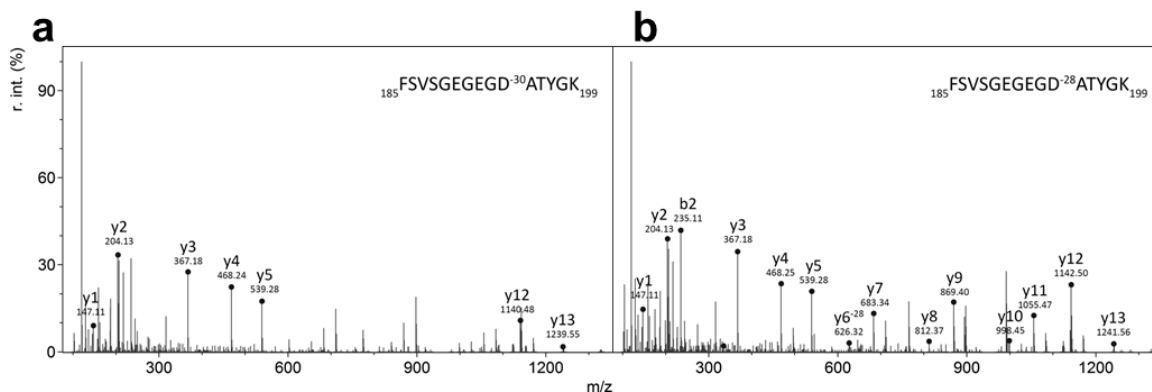 a
b
r. int. (%)
90
60
30
0
185FSVSGEGEGD-30ATYGK199
y1
147.11
y2
204.13
y3
367.18
y4
468.24
y5
539.28
y12
1140.48
y13
1239.55
300
600
900
1200
185FSVSGEGEGD-28ATYGK199
y1
147.11
y2
204.13
b2
235.11
y3
367.18
y4
468.25
y5
539.28
y6-28
626.32
y7
683.34
y8
812.37
y9
869.40
y10
998.45
y11
1055.47
y12
1142.50
y13
1241.56
300
600
900
1200
m/z